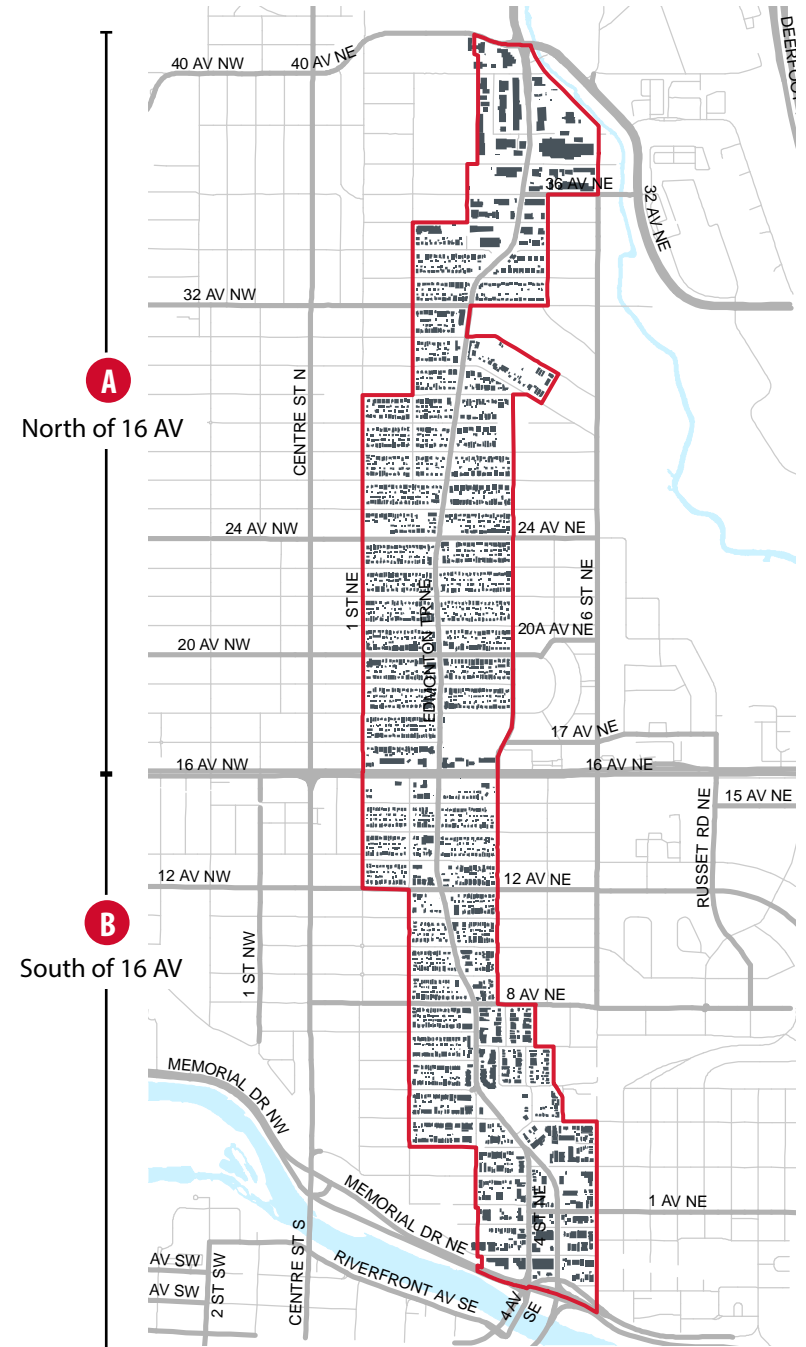 DEERFOOT
40 AV NW
40 AV NE
36 AV NE
32 AV NE
32 AV NW
A
North of 16 AV
CENTRE ST N
24 AV NW
24 AV NE
1 ST NE
EDMONTON TR NE
6 ST NE
20A AV NE
20 AV NW
17 AV NE
16 AV NW
16 AV NE
15 AV NE
RUSSET RD NE
12 AV NW
12 AV NE
B
South of 16 AV
1 ST NW
8 AV NE
MEMORIAL DR NW
MEMORIAL DR NE
4 ST NE
1 AV NE
CENTRE ST S
RIVERFRONT AV SE
AV SW
AV SW
2 ST SW
4 AV
SE